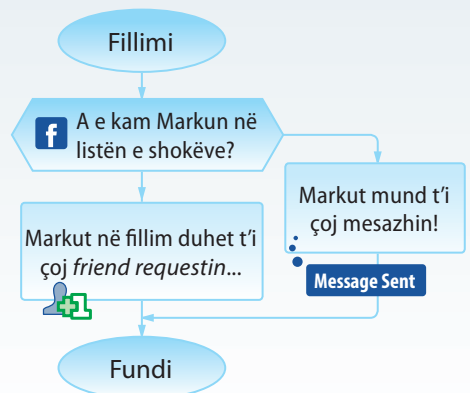 Fillimi
A e kam Markun në
listën e shokëve?
Markut mund t'i
çoj mesazhin!
Message Sent
Markut në fillim duhet t'i
çoj friend requestin...
Fundi